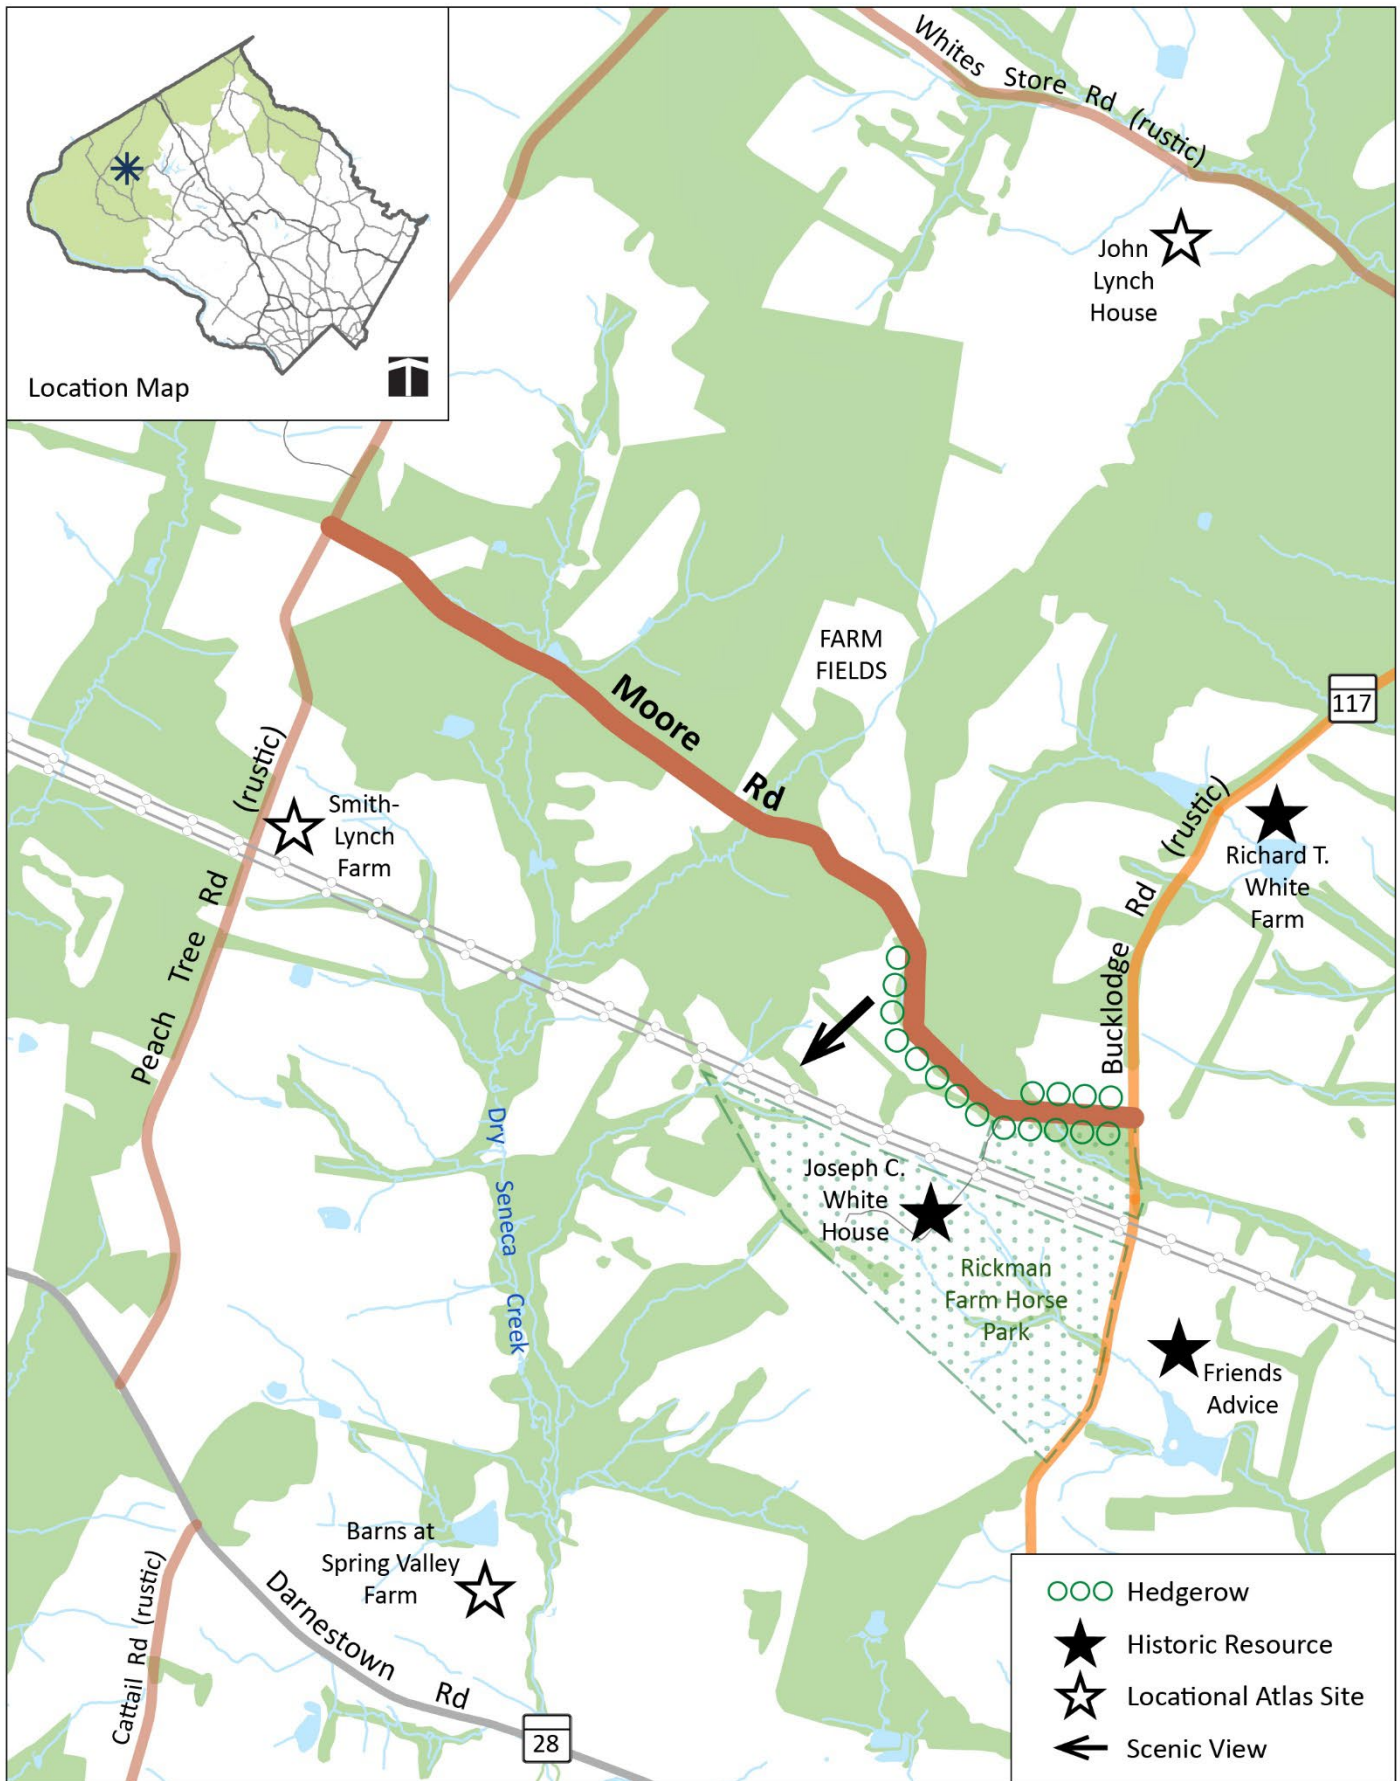 Location Map
Whites Store Rd (rustic)
John
Lynch
House
FARM
FIELDS
Moore Rd
117
Smith-
Lynch
Farm
Peach Tree Rd (rustic)
Bucklodge Rd (rustic)
Richard T.
White
Farm
Dry Seneca Creek
Joseph C.
White
House
Rickman
Farm Horse
Park
Friends
Advice
Barns at
Spring Valley
Farm
Darnestown Rd
Cattail Rd (rustic)
28
Hedgerow
Historic Resource
Locational Atlas Site
Scenic View